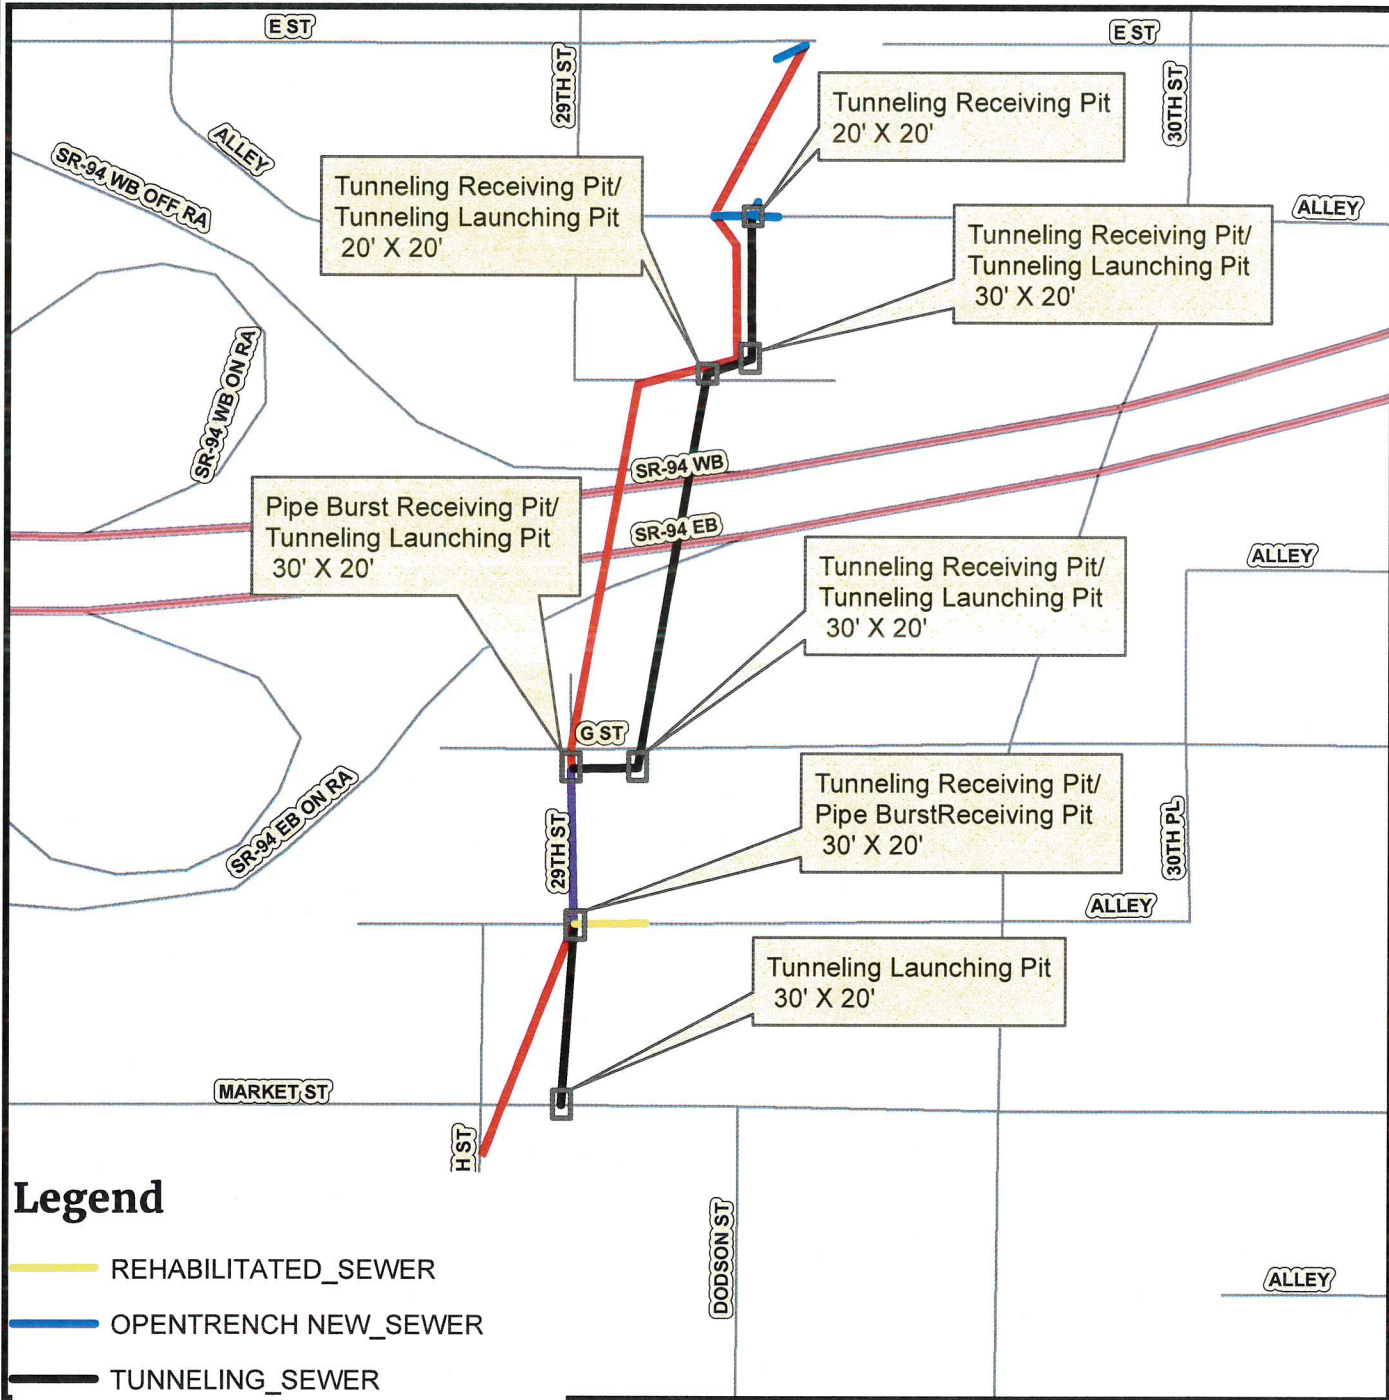 E ST
E ST
29TH ST
30TH ST
ALLEY
SR-94 WB OFF RA
Tunneling Receiving Pit
20' X 20'
Tunneling Receiving Pit/
Tunneling Launching Pit
20' X 20'
ALLEY
Tunneling Receiving Pit/
Tunneling Launching Pit
30' X 20'
SR-94 WB ON RA
SR-94 WB
SR-94 EB
Pipe Burst Receiving Pit/
Tunneling Launching Pit
30' X 20'
ALLEY
Tunneling Receiving Pit/
Tunneling Launching Pit
30' X 20'
G ST
SR-94 EB ON RA
29TH ST
Tunneling Receiving Pit/
Pipe BurstReceiving Pit
30' X 20'
30TH PL
ALLEY
Tunneling Launching Pit
30' X 20'
MARKET ST
H ST
DODSON ST
ALLEY
Legend
REHABILITATED_SEWER
OPENTRENCH NEW_SEWER
TUNNELING_SEWER